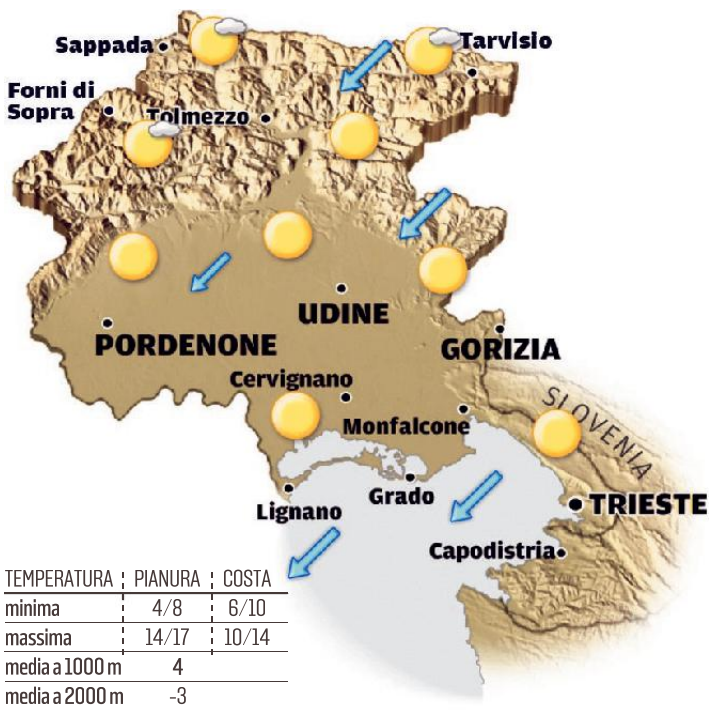 Sappada
Tarvisio
Forni di
Sopra
Tolmezzo
UDINE
PORDENONE
GORIZIA
Cervignano
SLOVENIA
Monfalcone
Grado
Lignano
TRIESTE
Capodistria
TEMPERATURA PIANURA COSTA
minima 4/8 6/10
massima 14/17 10/14
media a 1000 m 4
media a 2000 m -3